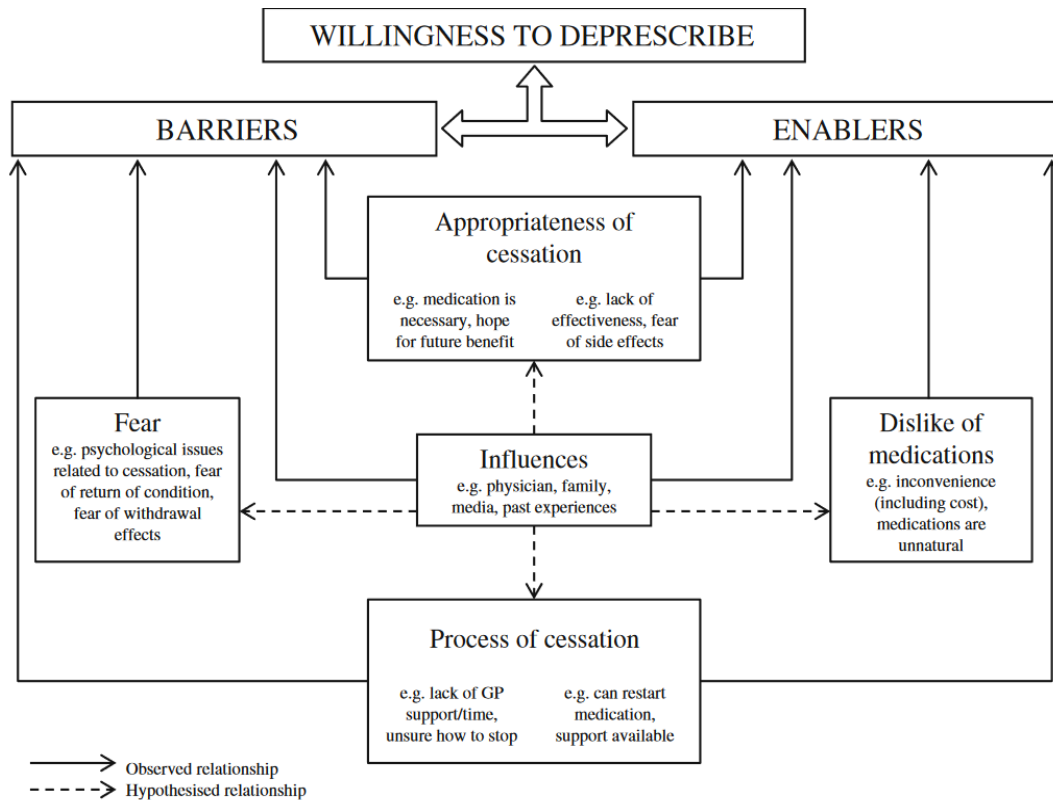 WILLINGNESS TO DEPRESCRIBE
BARRIERS
ENABLERS
Appropriateness of
cessation
e.g. medication is
necessary, hope
for future benefit
e.g. lack of
effectiveness, fear
of side effects
Fear
e.g. psychological issues
related to cessation, fear
of return of condition,
fear of withdrawal
effects
Influences
e.g. physician, family,
media, past experiences
Dislike of
medications
e.g. inconvenience
(including cost),
medications are
unnatural
Process of cessation
e.g. lack of GP
support/time,
unsure how to stop
e.g. can restart
medication,
support available
Observed relationship
Hypothesised relationship